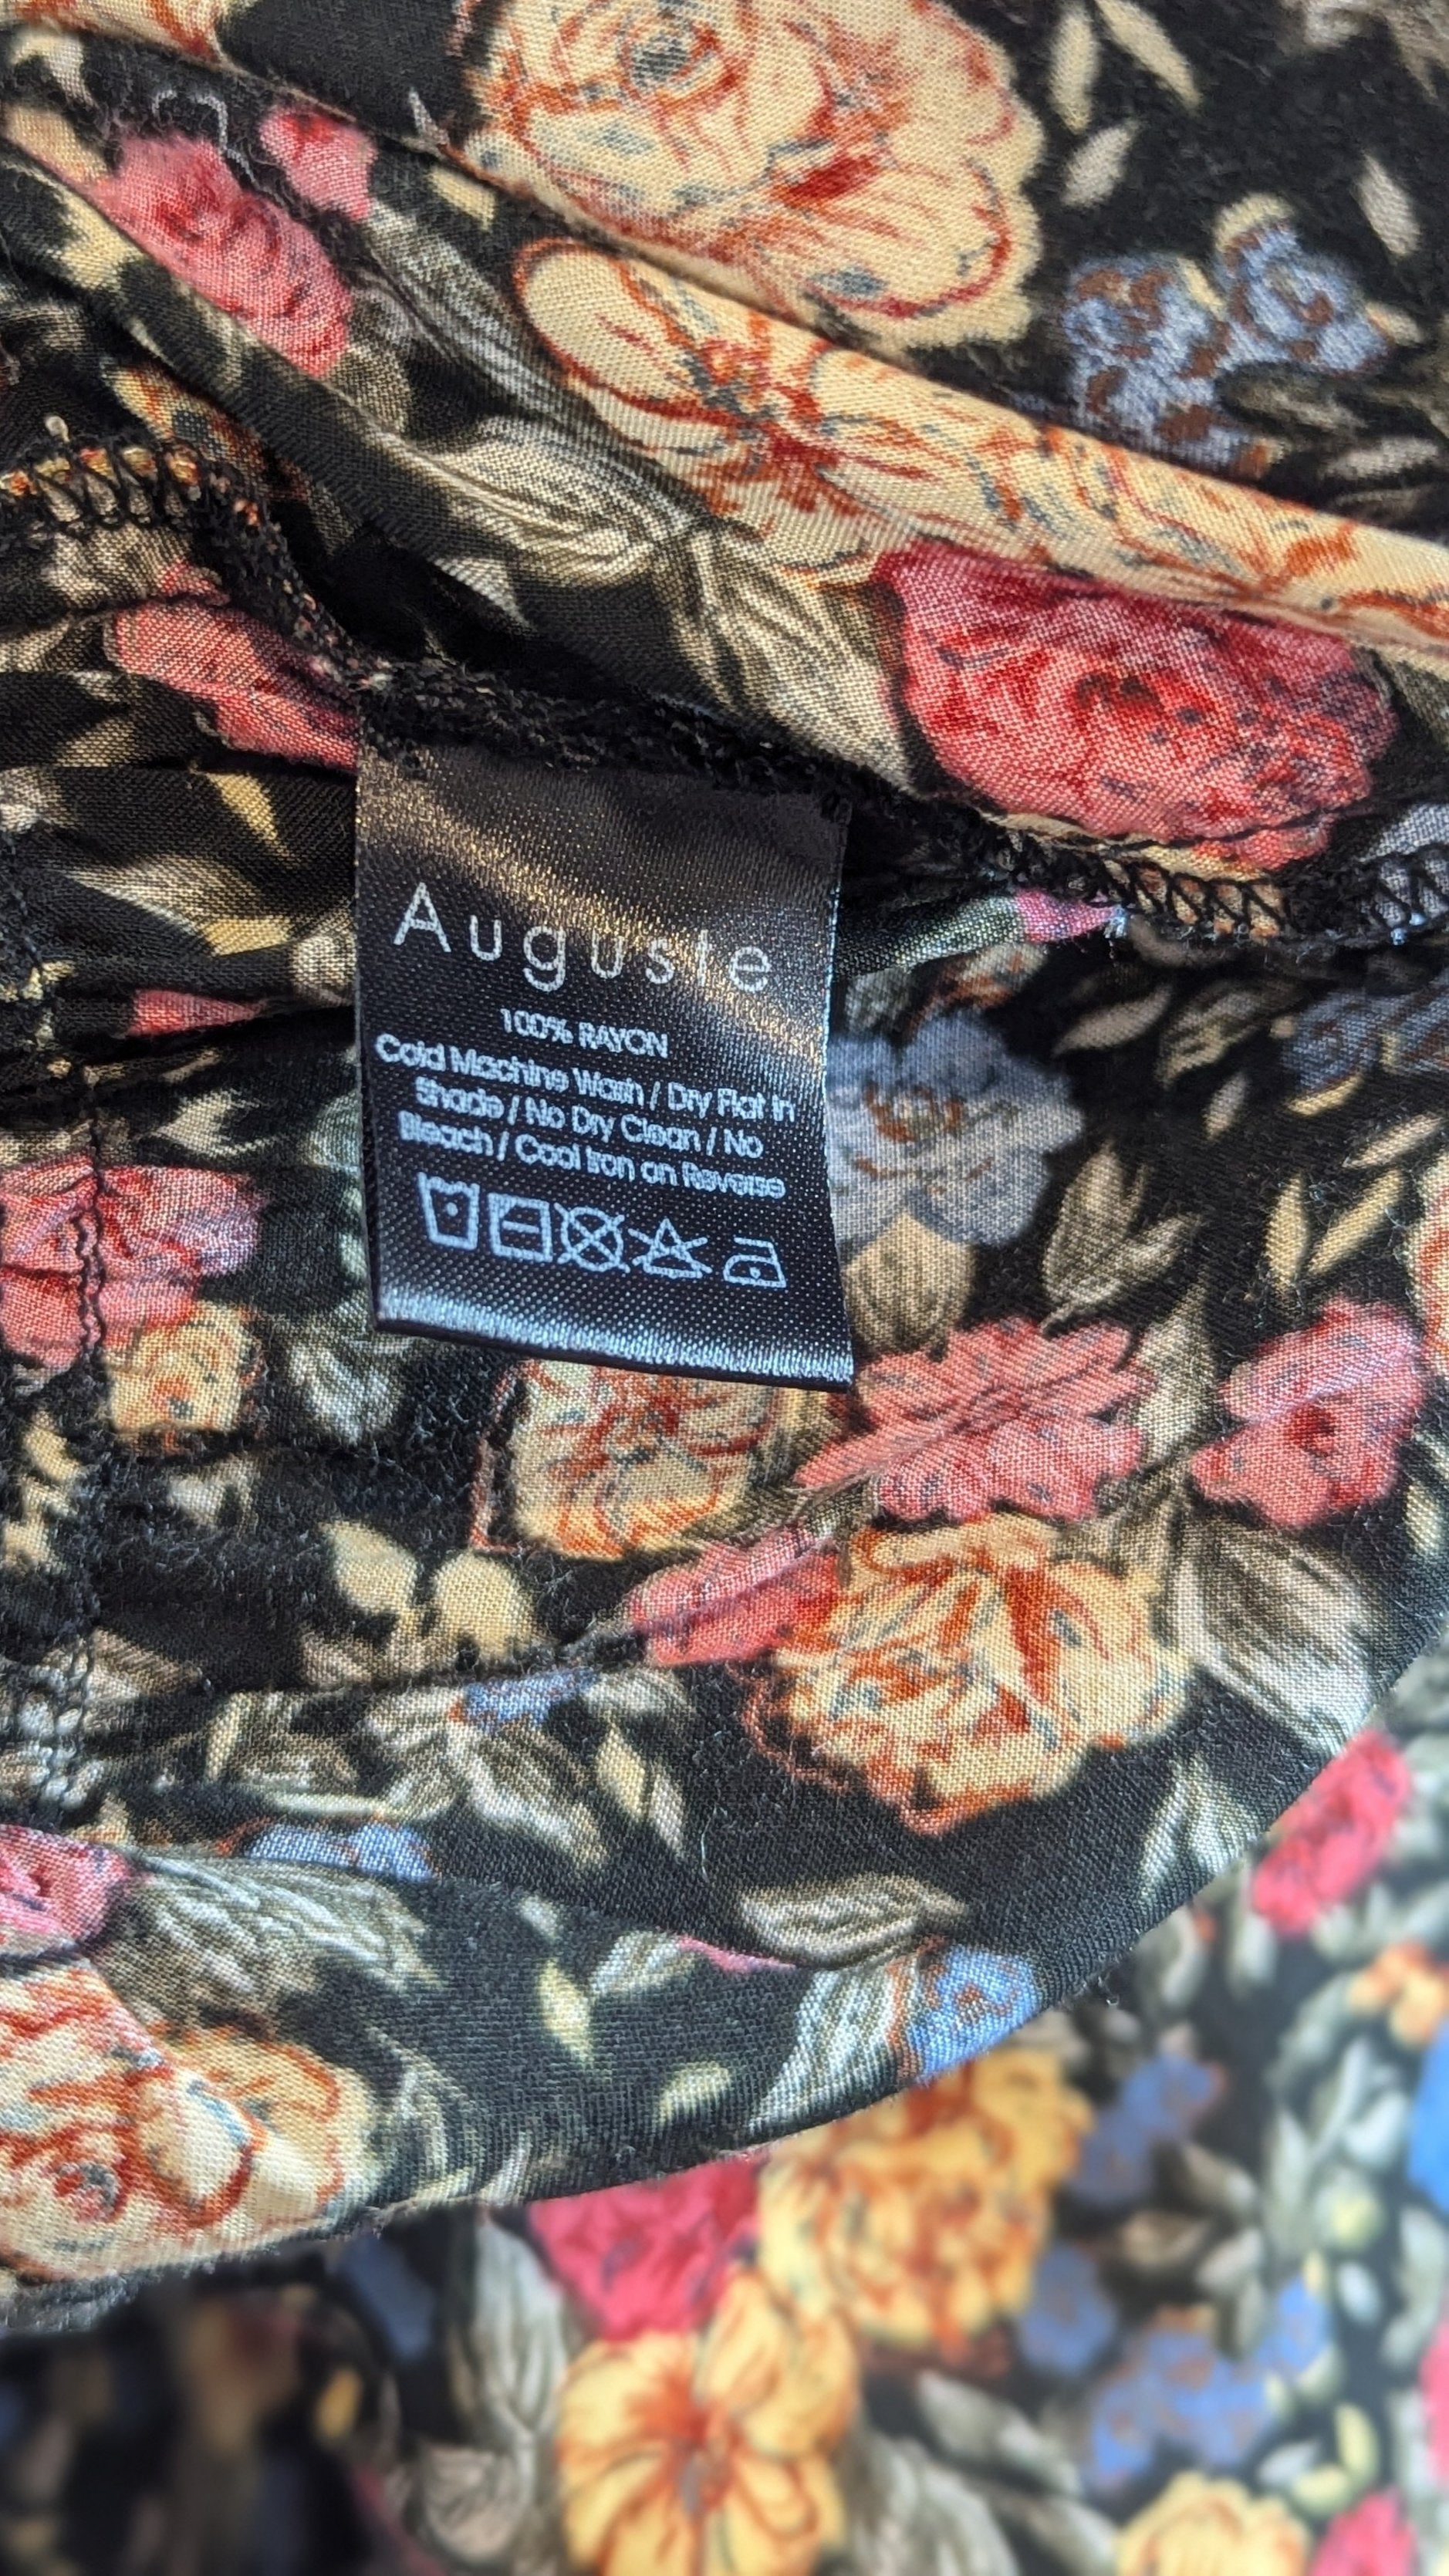 Auguste
100% RAYON
Cold Machine Wash / Dry Flat in
Shade / No Dry Clean / No
Bleach / Cool Iron on Reverse